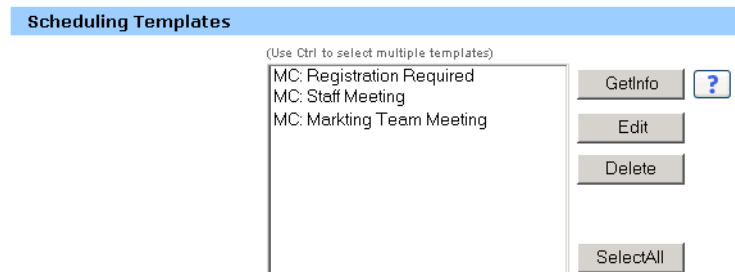 Scheduling Templates
(Use Ctrl to select multiple templates)
MC: Registration Required
MC: Staff Meeting
MC: Markting Team Meeting
GetInfo
?
Edit
Delete
SelectAll